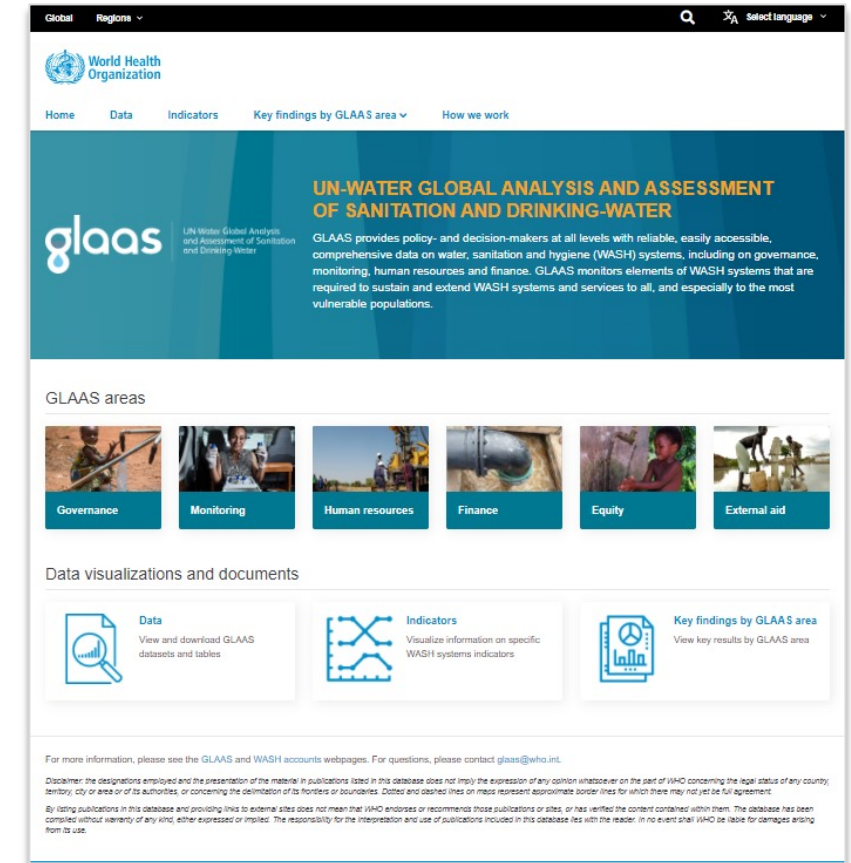 Global Regions Select language
World Health
Organization
Home Data Indicators Key findings by GLAAS area How we work
glaas
UN-Water Global Analysis
and Assessment of Sanitation
and Drinking-Water
UN-WATER GLOBAL ANALYSIS AND ASSESSMENT
OF SANITATION AND DRINKING-WATER
GLAAS provides policy- and decision-makers at all levels with reliable, easily accessible,
comprehensive data on water, sanitation and hygiene (WASH) systems, including on governance,
monitoring, human resources and finance. GLAAS monitors elements of WASH systems that are
required to sustain and extend WASH systems and services to all, and especially to the most
vulnerable populations.
GLAAS areas
Governance Monitoring Human resources Finance Equity External aid
Data visualizations and documents
Data
View and download GLAAS
datasets and tables
Indicators
Visualize information on specific
WASH systems indicators
Key findings by GLAAS area
View key results by GLAAS area
For more information, please see the GLAAS and WASH accounts webpages. For questions, please contact glaas@who.int.
Disclaimer: the designations employed and the presentation of the material in publications listed in this database does not imply the expression of any opinion whatsoever on the part of WHO concerning the legal status of any country,
territory, city or area or of its authorities, or concerning the delimitation of its frontiers or boundaries. Dotted and dashed lines on maps represent approximate border lines for which there may not yet be full agreement.
By listing publications in this database and providing links to external sites does not mean that WHO endorses or recommends those publications or sites, or has verified the content contained within them. The database has been
complied without warranty of any kind, either expressed or implied. The responsibility for the interpretation and use of publications included in this database lies with the reader. In no event shall WHO be liable for damages arising
from its use.